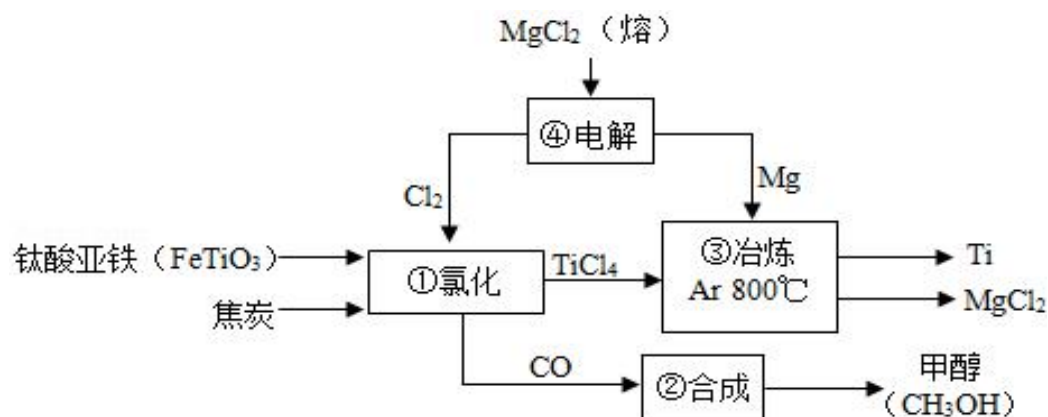 MgCl₂（熔）
④电解
Cl₂
Mg
钛酸亚铁（FeTiO₃）
焦炭
①氯化
TiCl₄
③冶炼
Ar 800℃
Ti
MgCl₂
CO
②合成
甲醇
（CH₃OH）